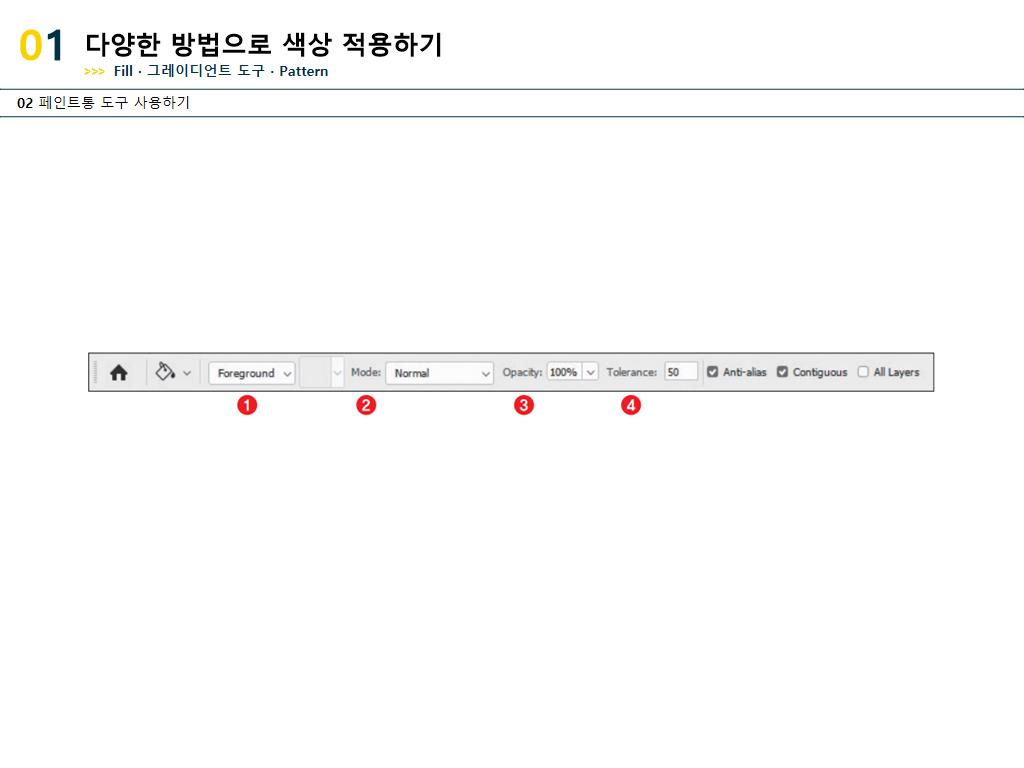 01 다양한 방법으로 색상 적용하기
>>> Fill · 그레이디언트 도구 · Pattern
02 페인트통 도구 사용하기
Foreground Mode: Normal Opacity: 100% Tolerance: 50 Anti-alias Contiguous All Layers
1 2 3 4